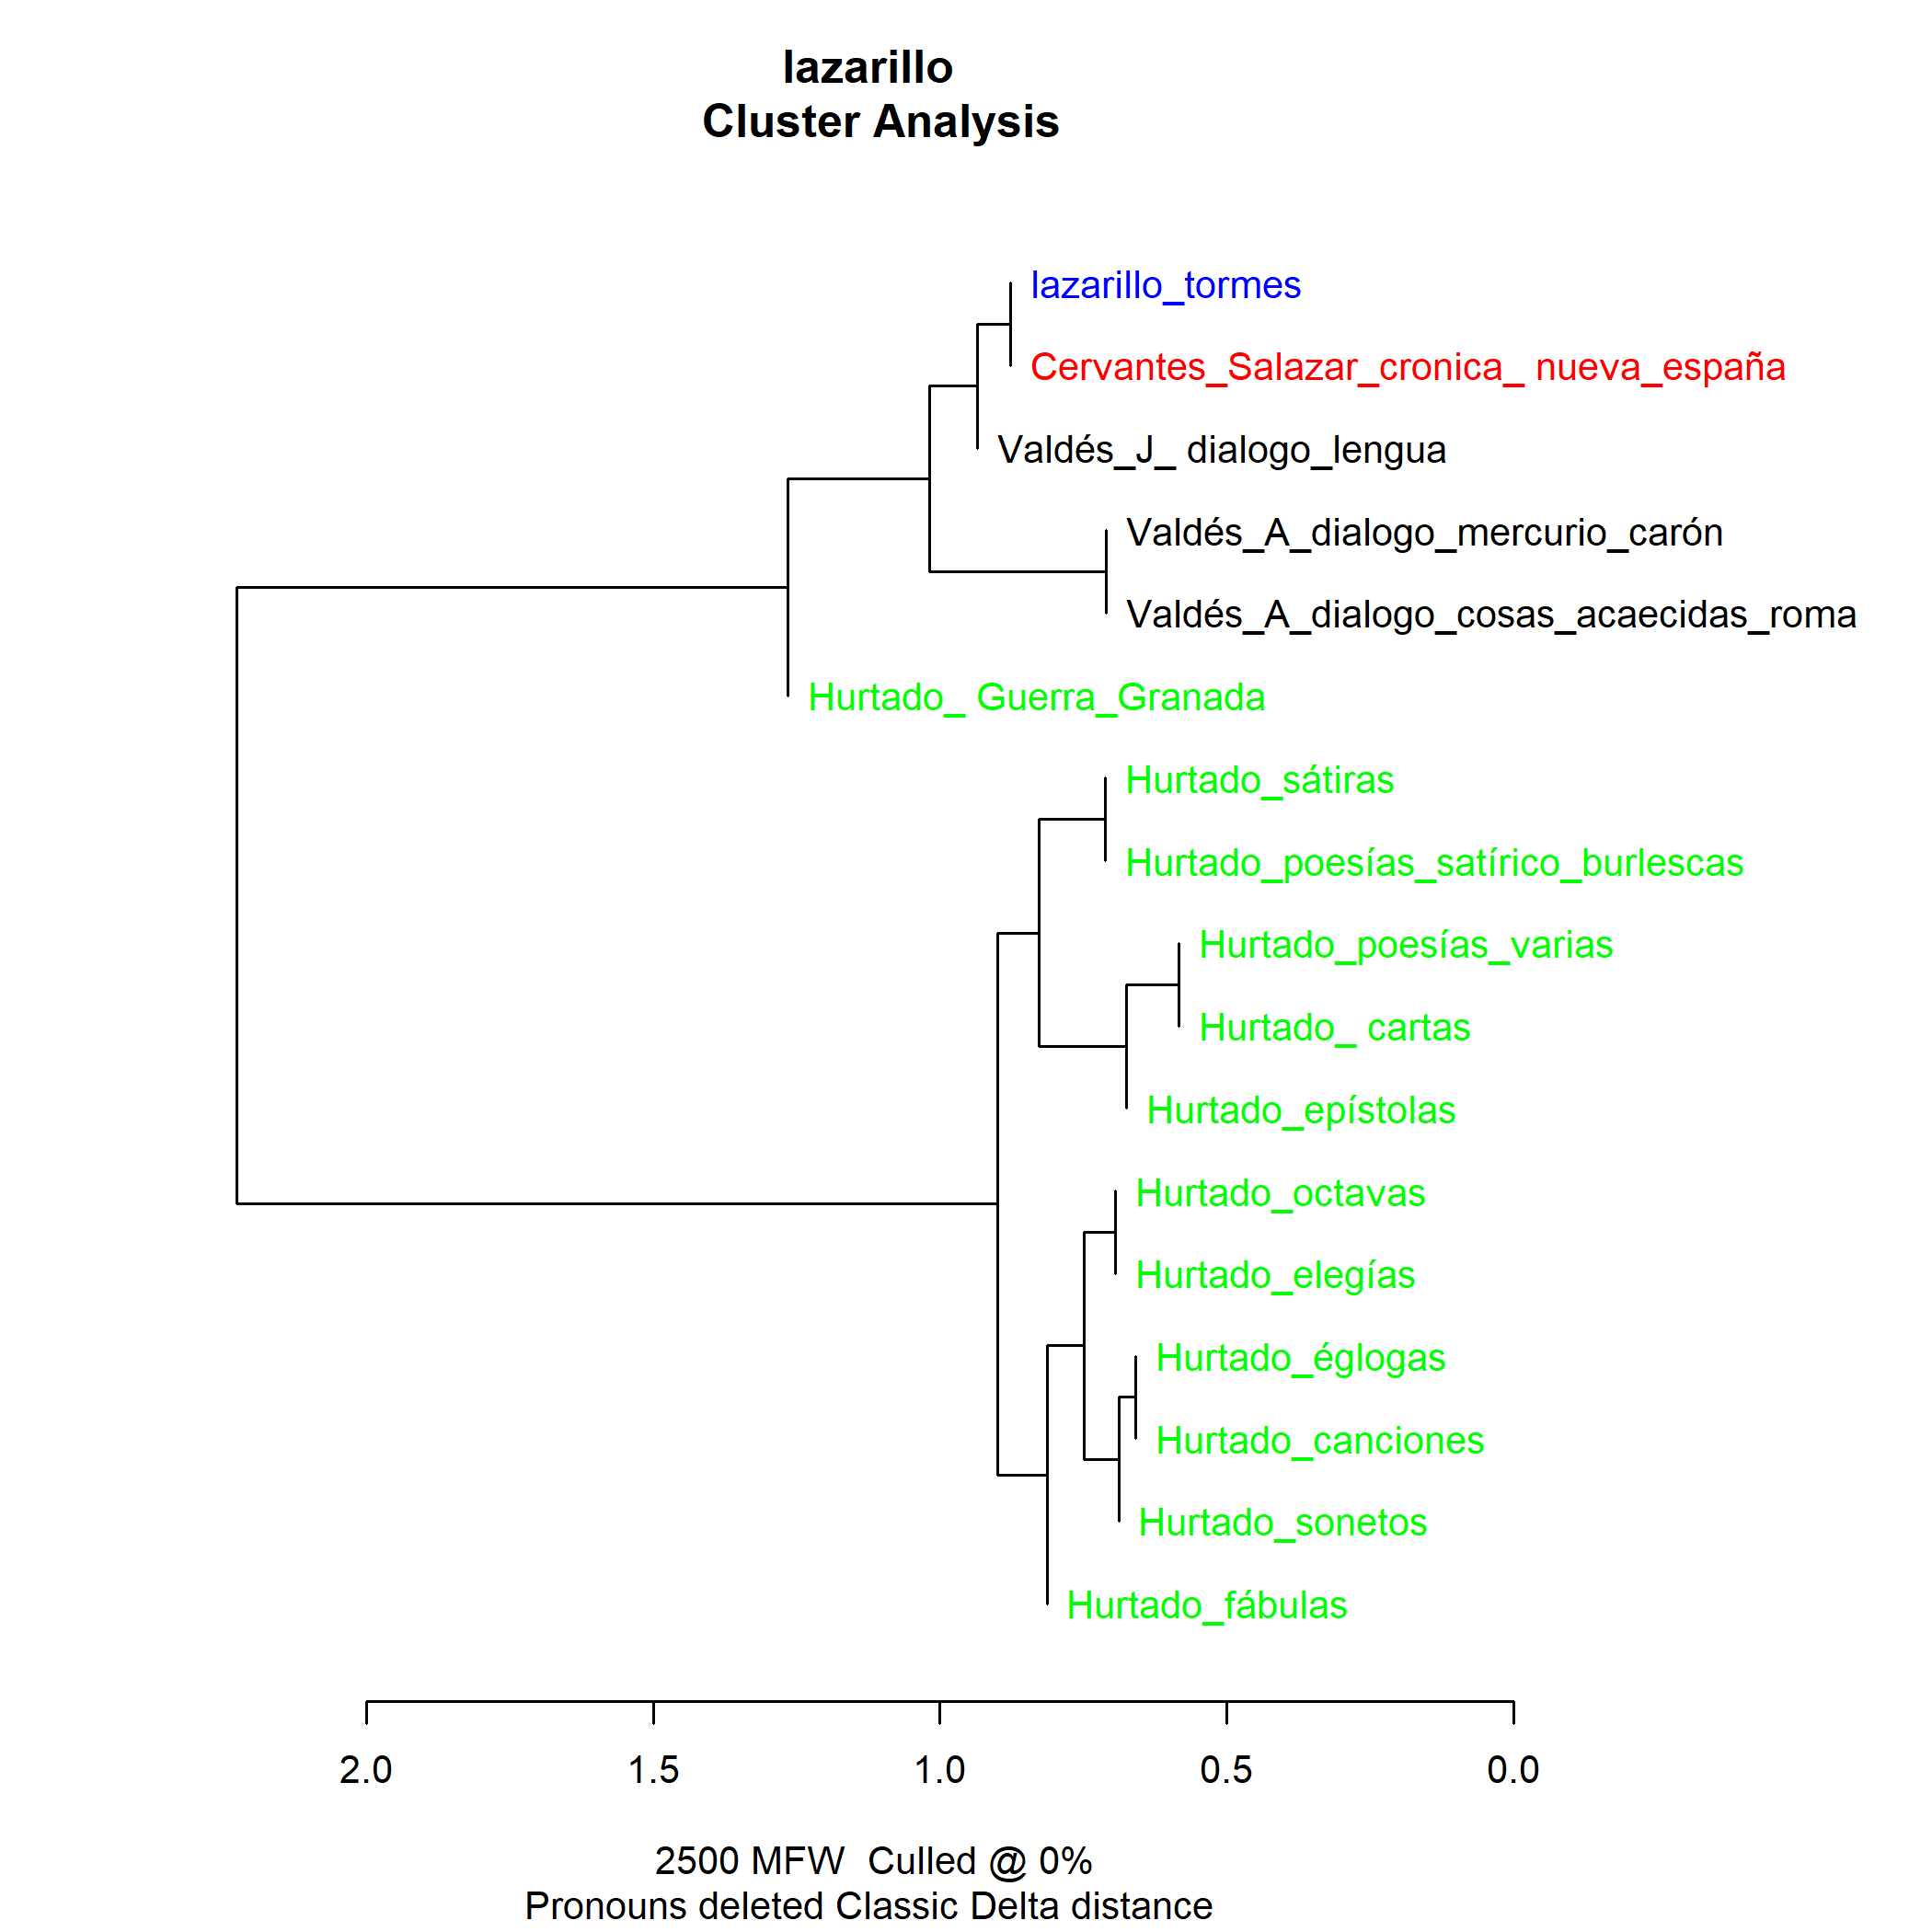 lazarillo
Cluster Analysis
lazarillo_tormes
Cervantes_Salazar_cronica_ nueva_españa
Valdés_J_ dialogo_lengua
Valdés_A_dialogo_mercurio_carón
Valdés_A_dialogo_cosas_acaecidas_roma
Hurtado_ Guerra_Granada
Hurtado_sátiras
Hurtado_poesías_satírico_burlescas
Hurtado_poesías_varias
Hurtado_ cartas
Hurtado_epístolas
Hurtado_octavas
Hurtado_elegías
Hurtado_églogas
Hurtado_canciones
Hurtado_sonetos
Hurtado_fábulas
2.0 1.5 1.0 0.5 0.0
2500 MFW  Culled @ 0%
Pronouns deleted Classic Delta distance